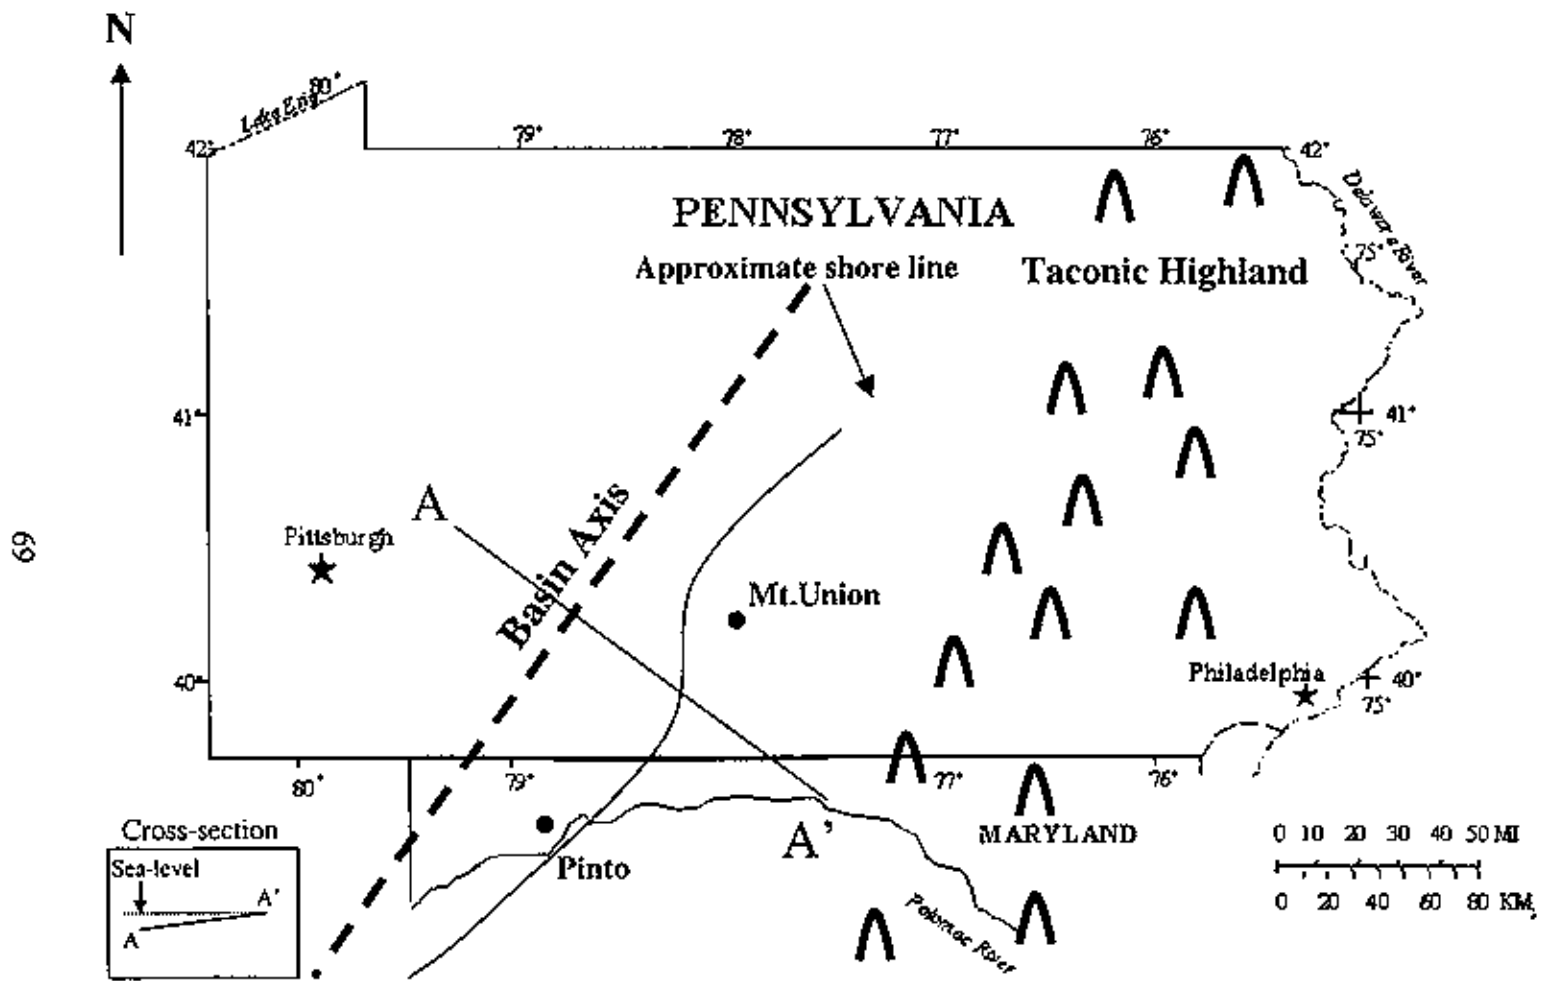 N
80°
Lake Erie
42°
79°
78°
77°
76°
42°
PENNSYLVANIA
Delaware River
Approximate shore line
Taconic Highland
75°
41°
41°
75°
A
Basin Axis
Pittsburgh
69
Mt.Union
Philadelphia
40°
40°
75°
80°
79°
77°
76°
Cross-section
Sea-level
A'
A
Pinto
A'
MARYLAND
Potomac River
0 10 20 30 40 50 MI
0 20 40 60 80 KM